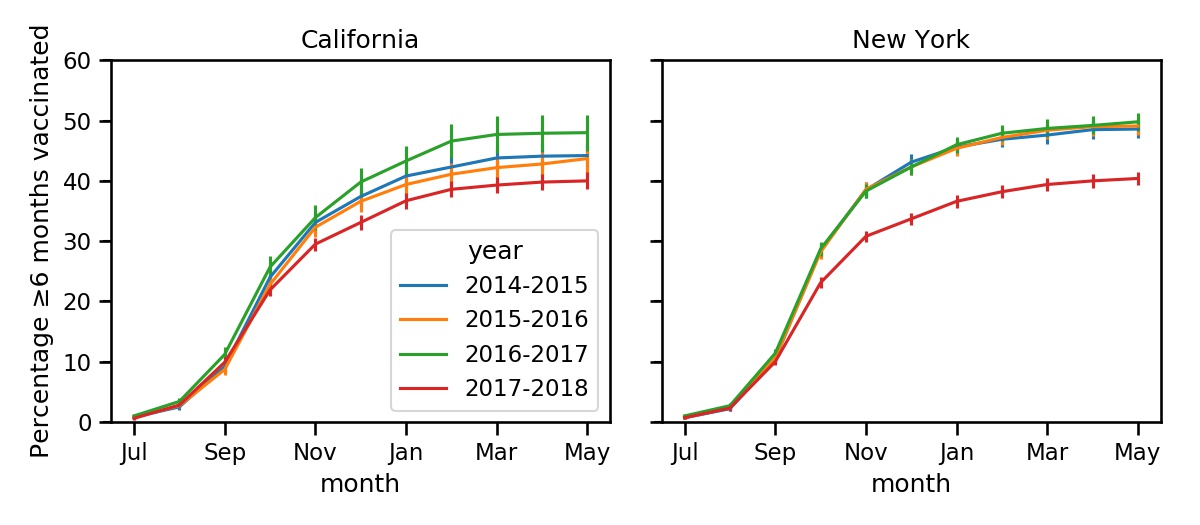 California
New York
Percentage ≥6 months vaccinated
60
50
40
30
20
10
0
year
2014-2015
2015-2016
2016-2017
2017-2018
Jul Sep Nov Jan Mar May
Jul Sep Nov Jan Mar May
month
month